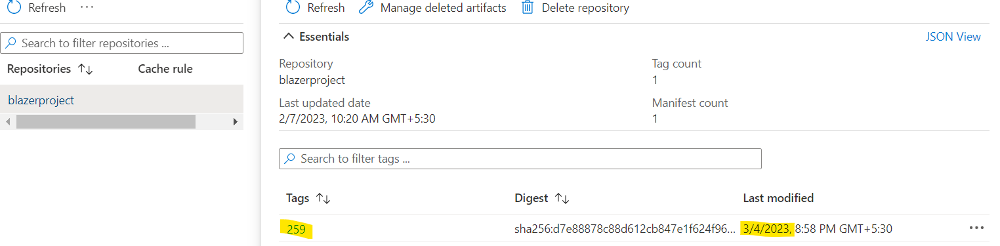 Refresh ...
Search to filter repositories ...
Repositories ↑↓ Cache rule
blazerproject
Refresh Manage deleted artifacts Delete repository
Essentials JSON View
Repository Tag count
blazerproject 1
Last updated date Manifest count
2/7/2023, 10:20 AM GMT+5:30 1
Search to filter tags ...
Tags ↑↓ Digest ↑↓ Last modified
259 sha256:d7e88878c88d612cb847e1f624f96... 3/4/2023, 8:58 PM GMT+5:30 ...